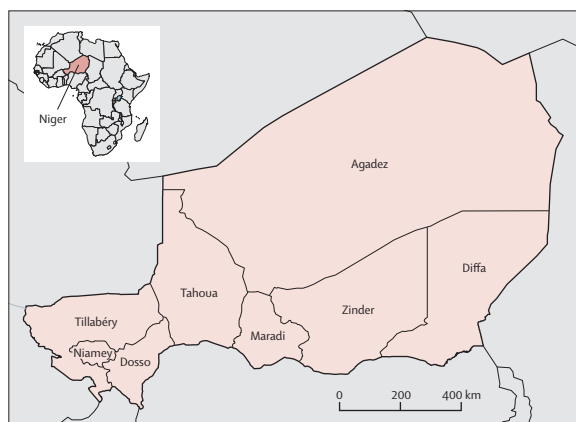 Niger
Agadez
Diffa
Tahoua
Zinder
Tillabéry
Maradi
Niamey
Dosso
0 200 400 km